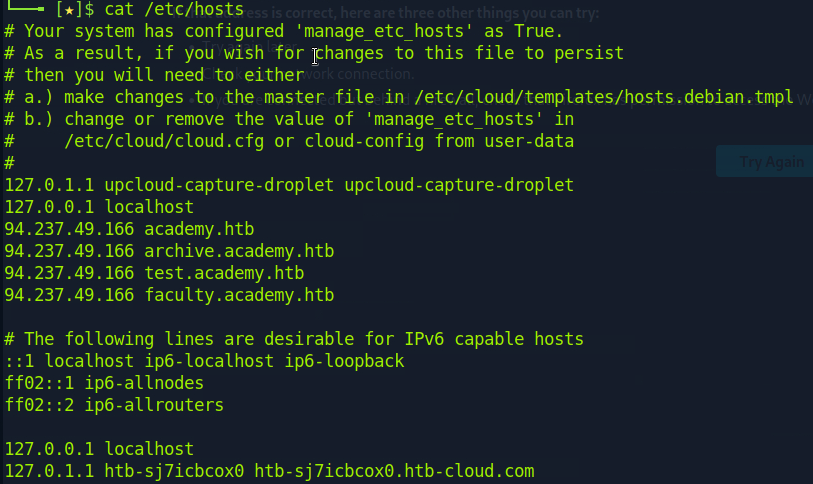 └──╼ [★]$ cat /etc/hosts
# Your system has configured 'manage_etc_hosts' as True.
# As a result, if you wish for changes to this file to persist
# then you will need to either
# a.) make changes to the master file in /etc/cloud/templates/hosts.debian.tmpl
# b.) change or remove the value of 'manage_etc_hosts' in
#     /etc/cloud/cloud.cfg or cloud-config from user-data
#
127.0.1.1 upcloud-capture-droplet upcloud-capture-droplet
127.0.0.1 localhost
94.237.49.166 academy.htb
94.237.49.166 archive.academy.htb
94.237.49.166 test.academy.htb
94.237.49.166 faculty.academy.htb
# The following lines are desirable for IPv6 capable hosts
::1 localhost ip6-localhost ip6-loopback
ff02::1 ip6-allnodes
ff02::2 ip6-allrouters
127.0.0.1 localhost
127.0.1.1 htb-sj7icbcox0 htb-sj7icbcox0.htb-cloud.com
address is correct, here are three other things you can try:
network connection.
Try Again